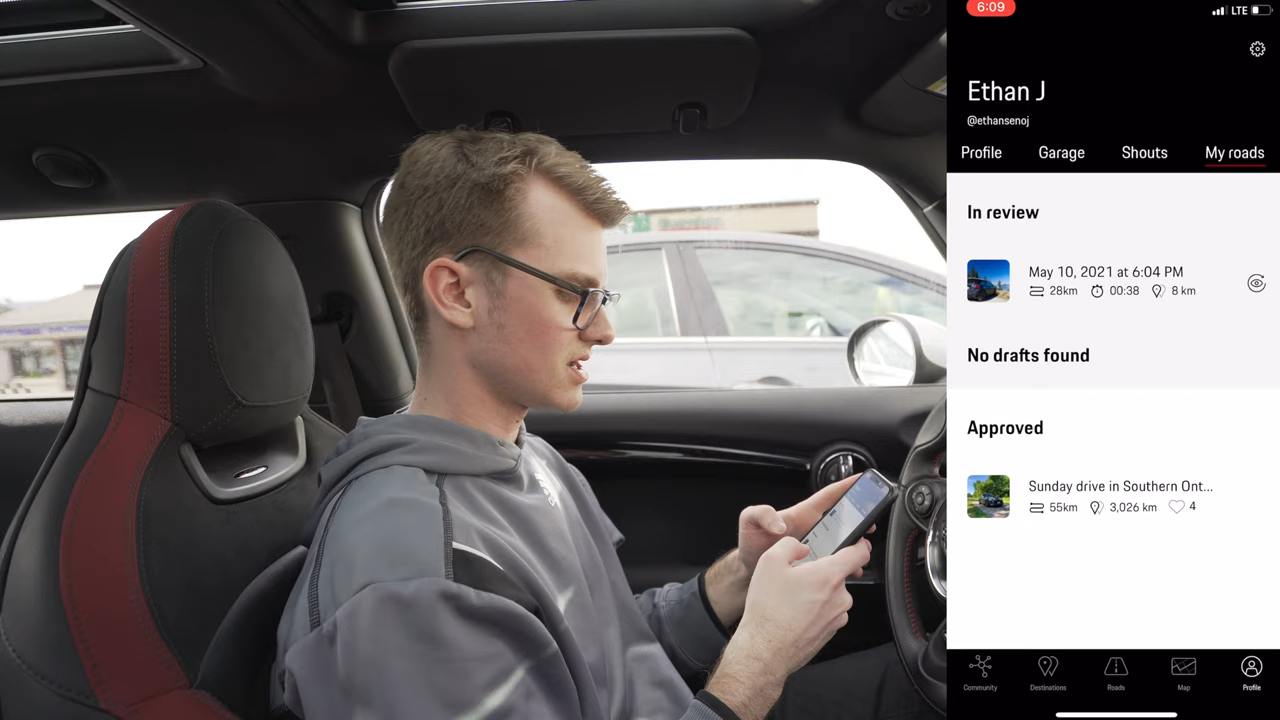 6:09
LTE
Ethan J
@ethansenoj
Profile Garage Shouts My roads
In review
May 10, 2021 at 6:04 PM
28km 00:38 8 km
No drafts found
Approved
Sunday drive in Southern Ont...
55km 3,026 km 4
Community Destinations Roads Map Profile